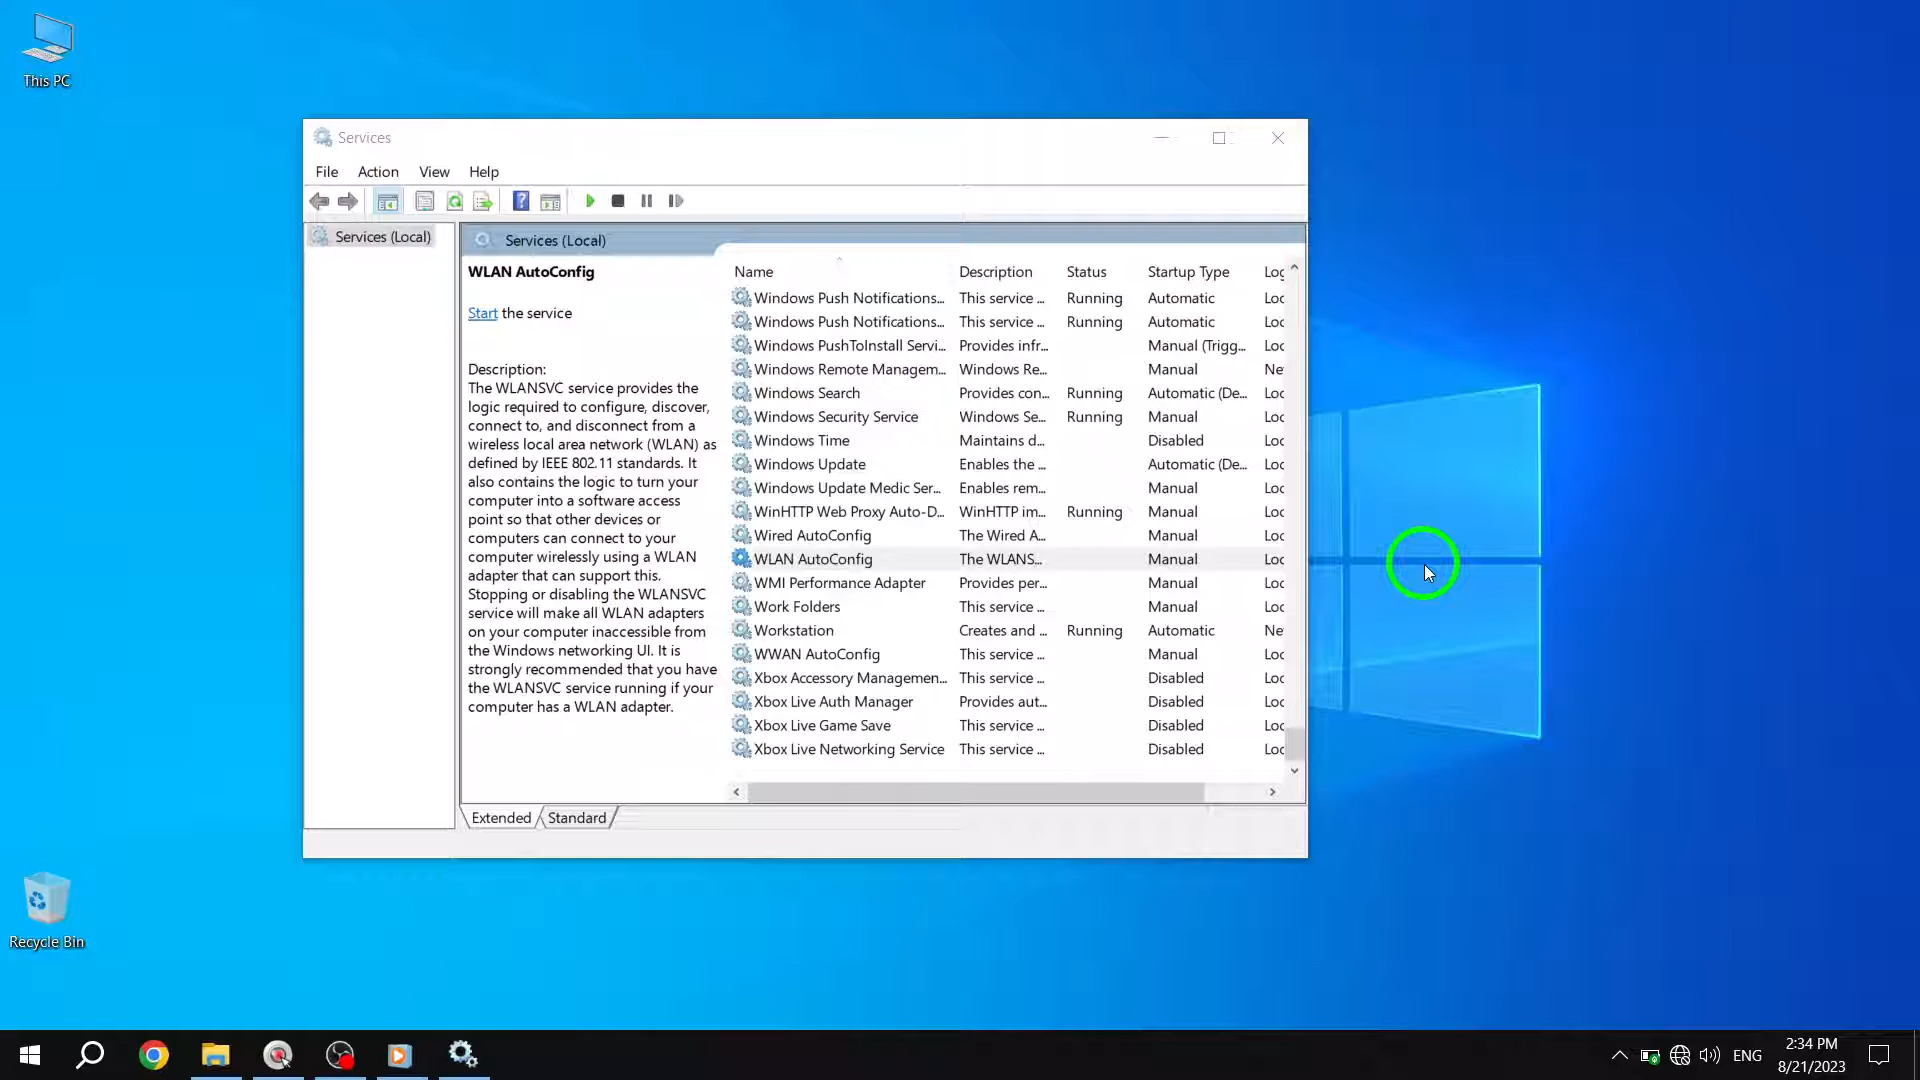 This PC
Services
File Action View Help
Services (Local)
Services (Local)
WLAN AutoConfig
Start the service
Description:
The WLANSVC service provides the
logic required to configure, discover,
connect to, and disconnect from a
wireless local area network (WLAN) as
defined by IEEE 802.11 standards. It
also contains the logic to turn your
computer into a software access
point so that other devices or
computers can connect to your
computer wirelessly using a WLAN
adapter that can support this.
Stopping or disabling the WLANSVC
service will make all WLAN adapters
on your computer inaccessible from
the Windows networking UI. It is
strongly recommended that you have
the WLANSVC service running if your
computer has a WLAN adapter.
Name Description Status Startup Type Log
Windows Push Notifications... This service ... Running Automatic Loc
Windows Push Notifications... This service ... Running Automatic Loc
Windows PushToInstall Servi... Provides infr... Manual (Trigg... Loc
Windows Remote Managem... Windows Re... Manual Ne
Windows Search Provides con... Running Automatic (De... Loc
Windows Security Service Windows Se... Running Manual Loc
Windows Time Maintains d... Disabled Loc
Windows Update Enables the ... Automatic (De... Loc
Windows Update Medic Ser... Enables rem... Manual Loc
WinHTTP Web Proxy Auto-D... WinHTTP im... Running Manual Loc
Wired AutoConfig The Wired A... Manual Loc
WLAN AutoConfig The WLANS... Manual Loc
WMI Performance Adapter Provides per... Manual Loc
Work Folders This service ... Manual Loc
Workstation Creates and ... Running Automatic Ne
WWAN AutoConfig This service ... Manual Loc
Xbox Accessory Managemen... This service ... Disabled Loc
Xbox Live Auth Manager Provides aut... Disabled Loc
Xbox Live Game Save This service ... Disabled Loc
Xbox Live Networking Service This service ... Disabled Loc
Extended Standard
Recycle Bin
ENG
2:34 PM
8/21/2023